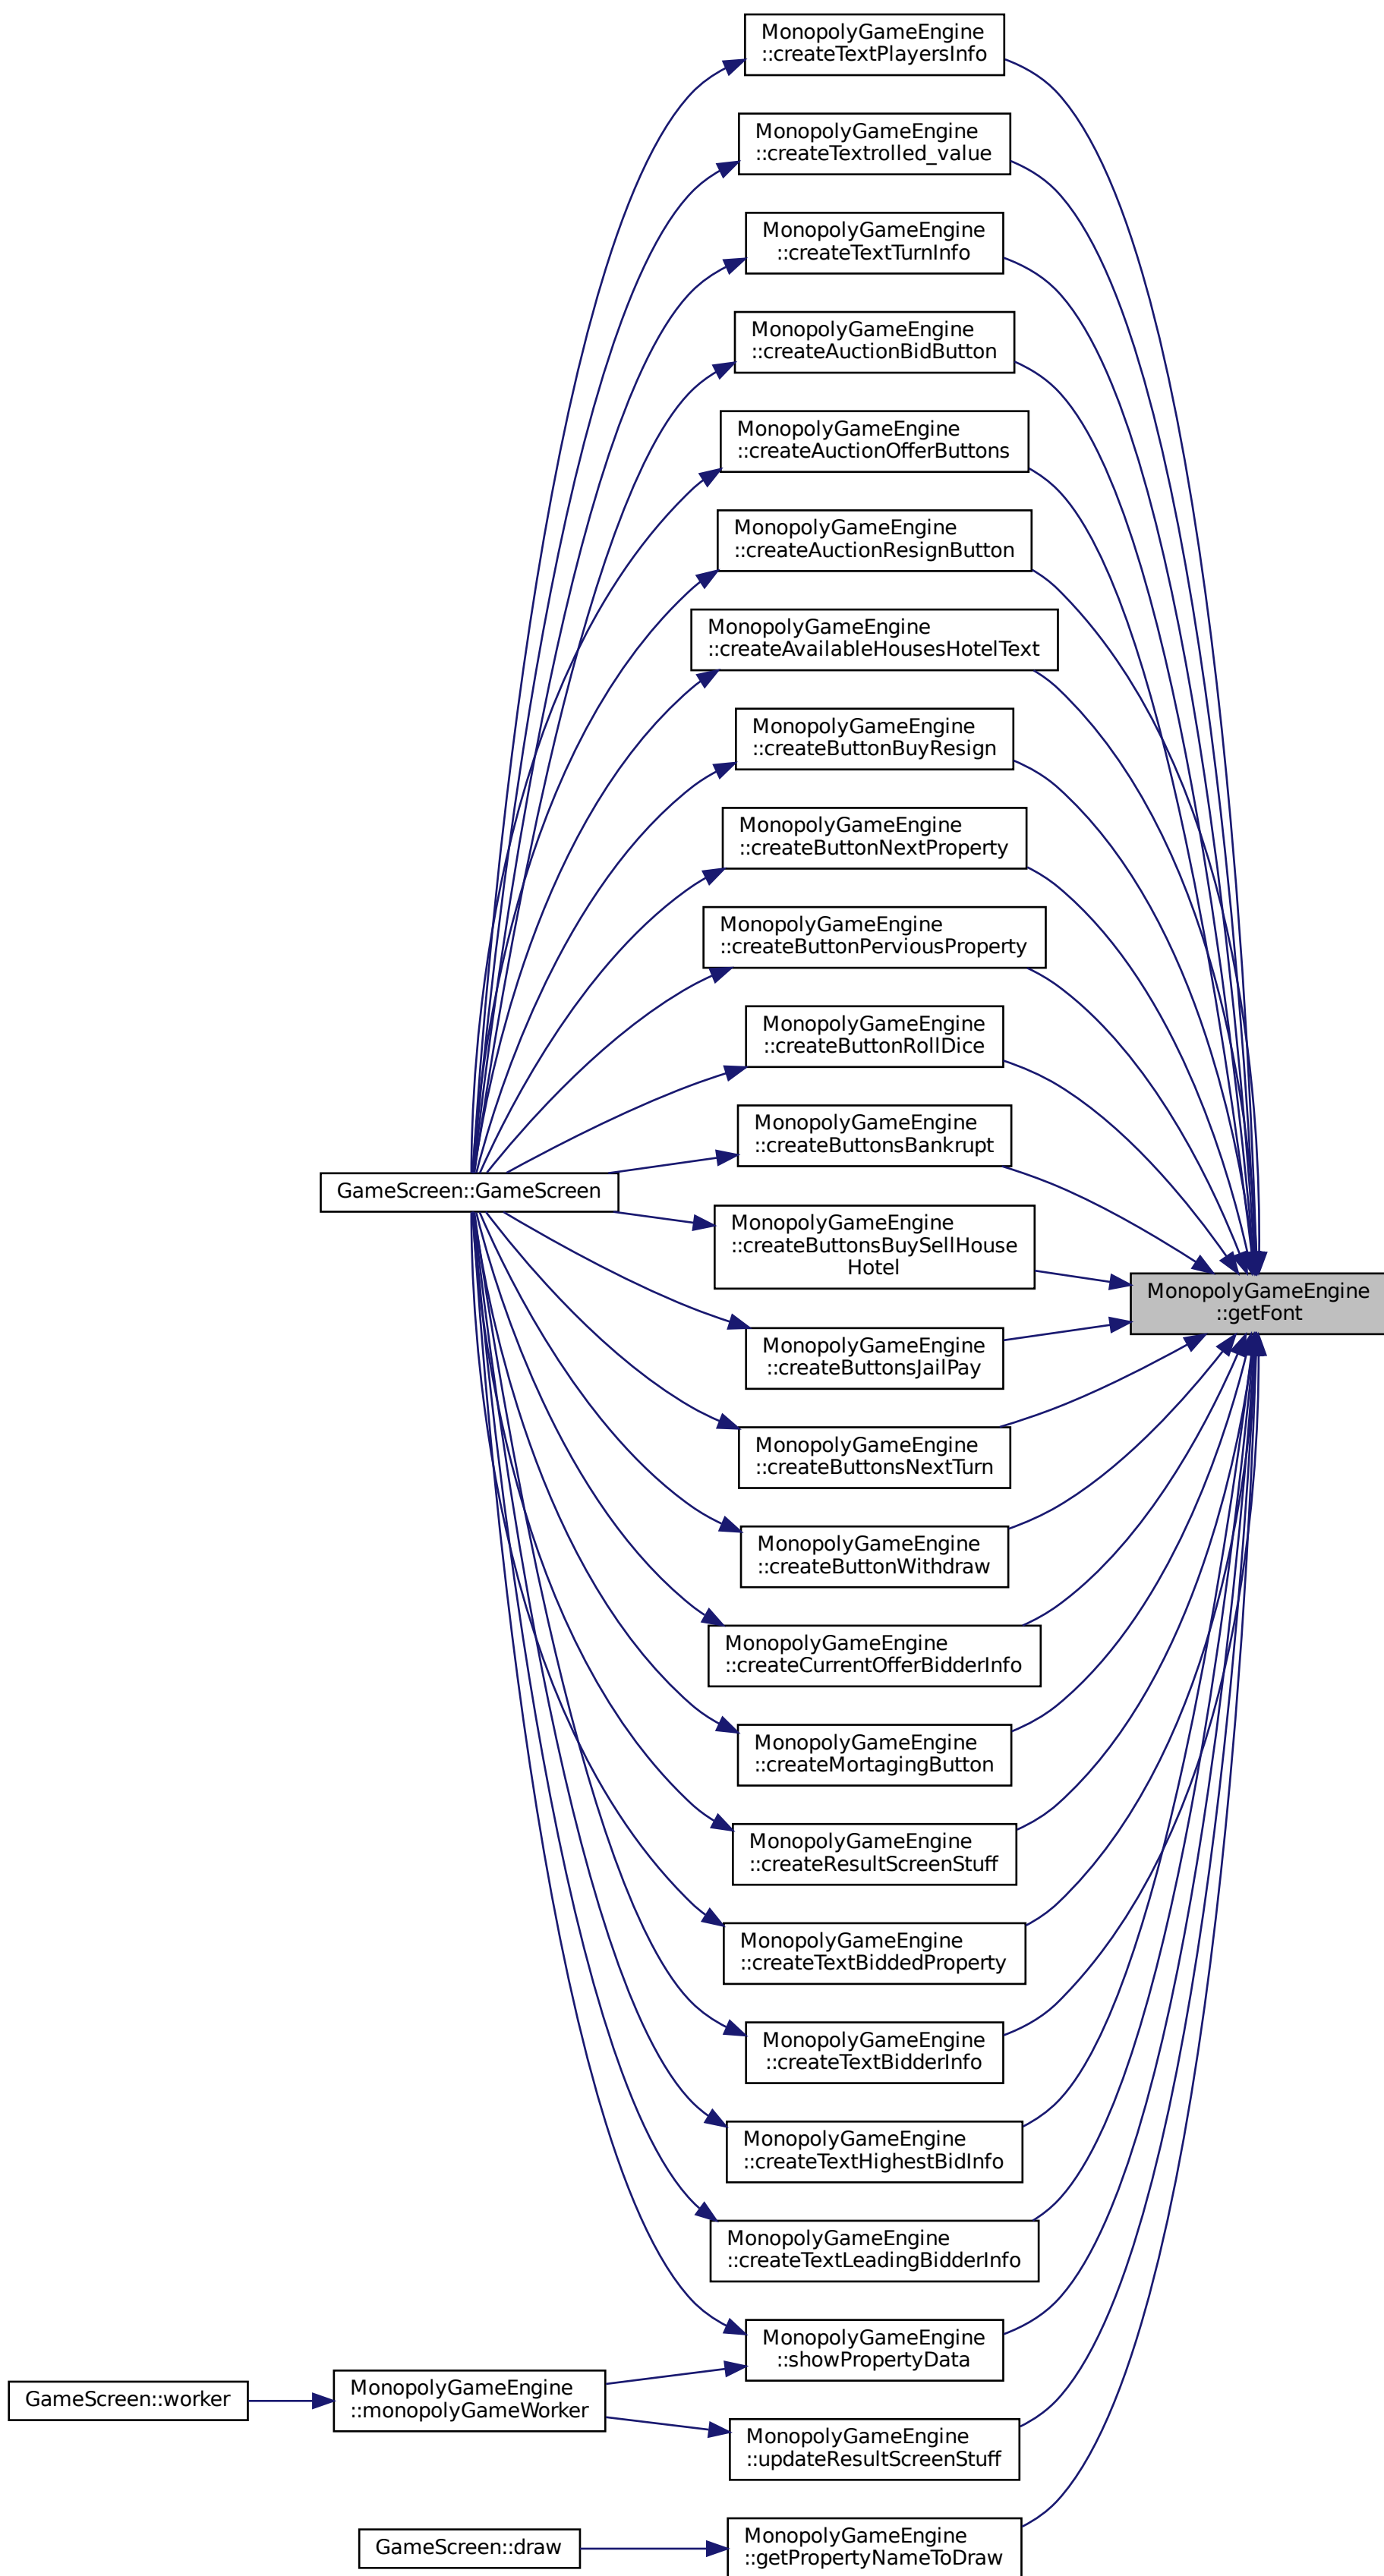 MonopolyGameEngine
::createTextPlayersInfo
MonopolyGameEngine
::createTextrolled_value
MonopolyGameEngine
::createTextTurnInfo
MonopolyGameEngine
::createAuctionBidButton
MonopolyGameEngine
::createAuctionOfferButtons
MonopolyGameEngine
::createAuctionResignButton
MonopolyGameEngine
::createAvailableHousesHotelText
MonopolyGameEngine
::createButtonBuyResign
MonopolyGameEngine
::createButtonNextProperty
MonopolyGameEngine
::createButtonPerviousProperty
MonopolyGameEngine
::createButtonRollDice
MonopolyGameEngine
::createButtonsBankrupt
GameScreen::GameScreen
MonopolyGameEngine
::createButtonsBuySellHouse
Hotel
MonopolyGameEngine
::getFont
MonopolyGameEngine
::createButtonsJailPay
MonopolyGameEngine
::createButtonsNextTurn
MonopolyGameEngine
::createButtonWithdraw
MonopolyGameEngine
::createCurrentOfferBidderInfo
MonopolyGameEngine
::createMortagingButton
MonopolyGameEngine
::createResultScreenStuff
MonopolyGameEngine
::createTextBiddedProperty
MonopolyGameEngine
::createTextBidderInfo
MonopolyGameEngine
::createTextHighestBidInfo
MonopolyGameEngine
::createTextLeadingBidderInfo
MonopolyGameEngine
::showPropertyData
GameScreen::worker
MonopolyGameEngine
::monopolyGameWorker
MonopolyGameEngine
::updateResultScreenStuff
GameScreen::draw
MonopolyGameEngine
::getPropertyNameToDraw